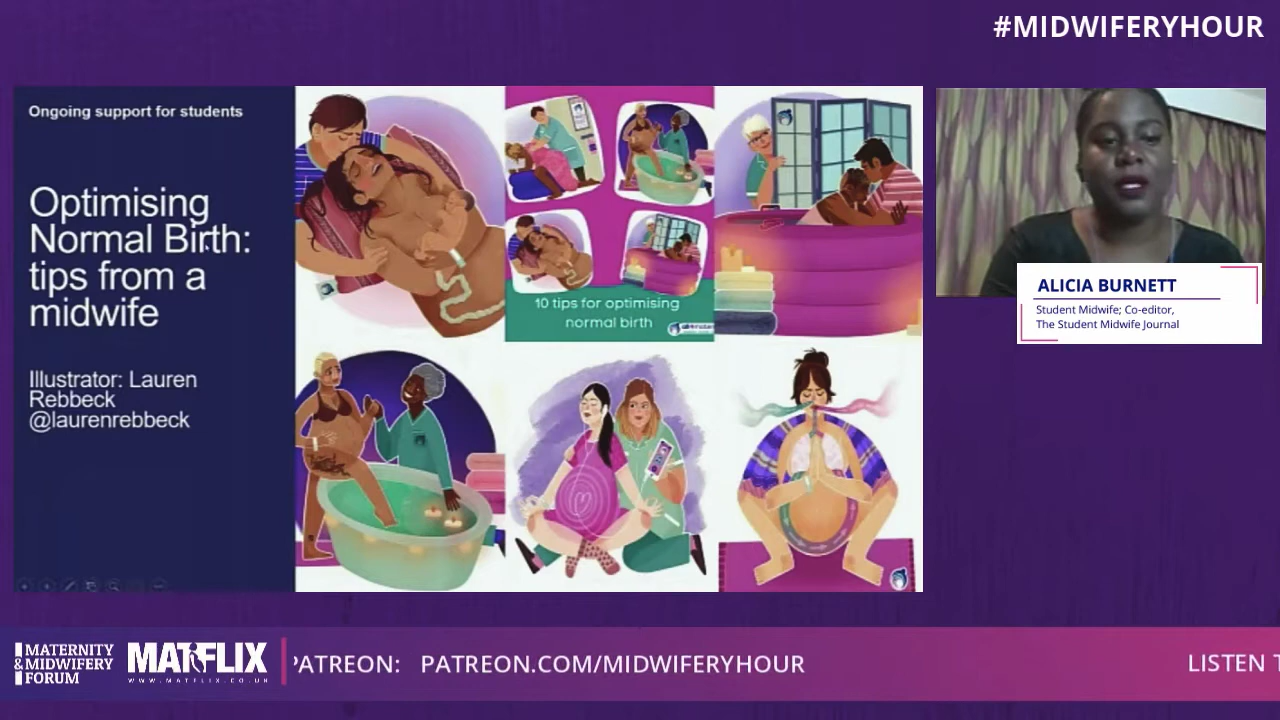 #MIDWIFERYHOUR
Ongoing support for students
Optimising
Normal Birth:
tips from a
midwife
Illustrator: Lauren
Rebbeck
@laurenrebbeck
10 tips for optimising
normal birth
ALICIA BURNETT
Student Midwife; Co-editor,
The Student Midwife Journal
MATERNITY
& MIDWIFERY
FORUM
MATFLIX
WWW.MATFLIX.CO.UK
PATREON: PATREON.COM/MIDWIFERYHOUR
LISTEN T